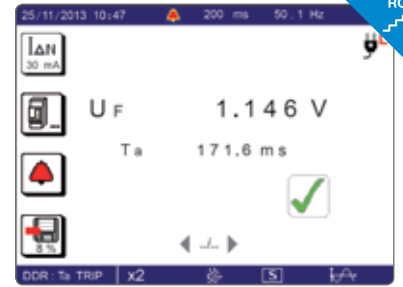 25/11/2013 10:47 200 ms 50.1 Hz
RC
IΔN
30 mA
UF 1.146 V
Ta 171.6 ms
8 %
◀ -/-- ▶
DDR: Ta TRIP x2 S